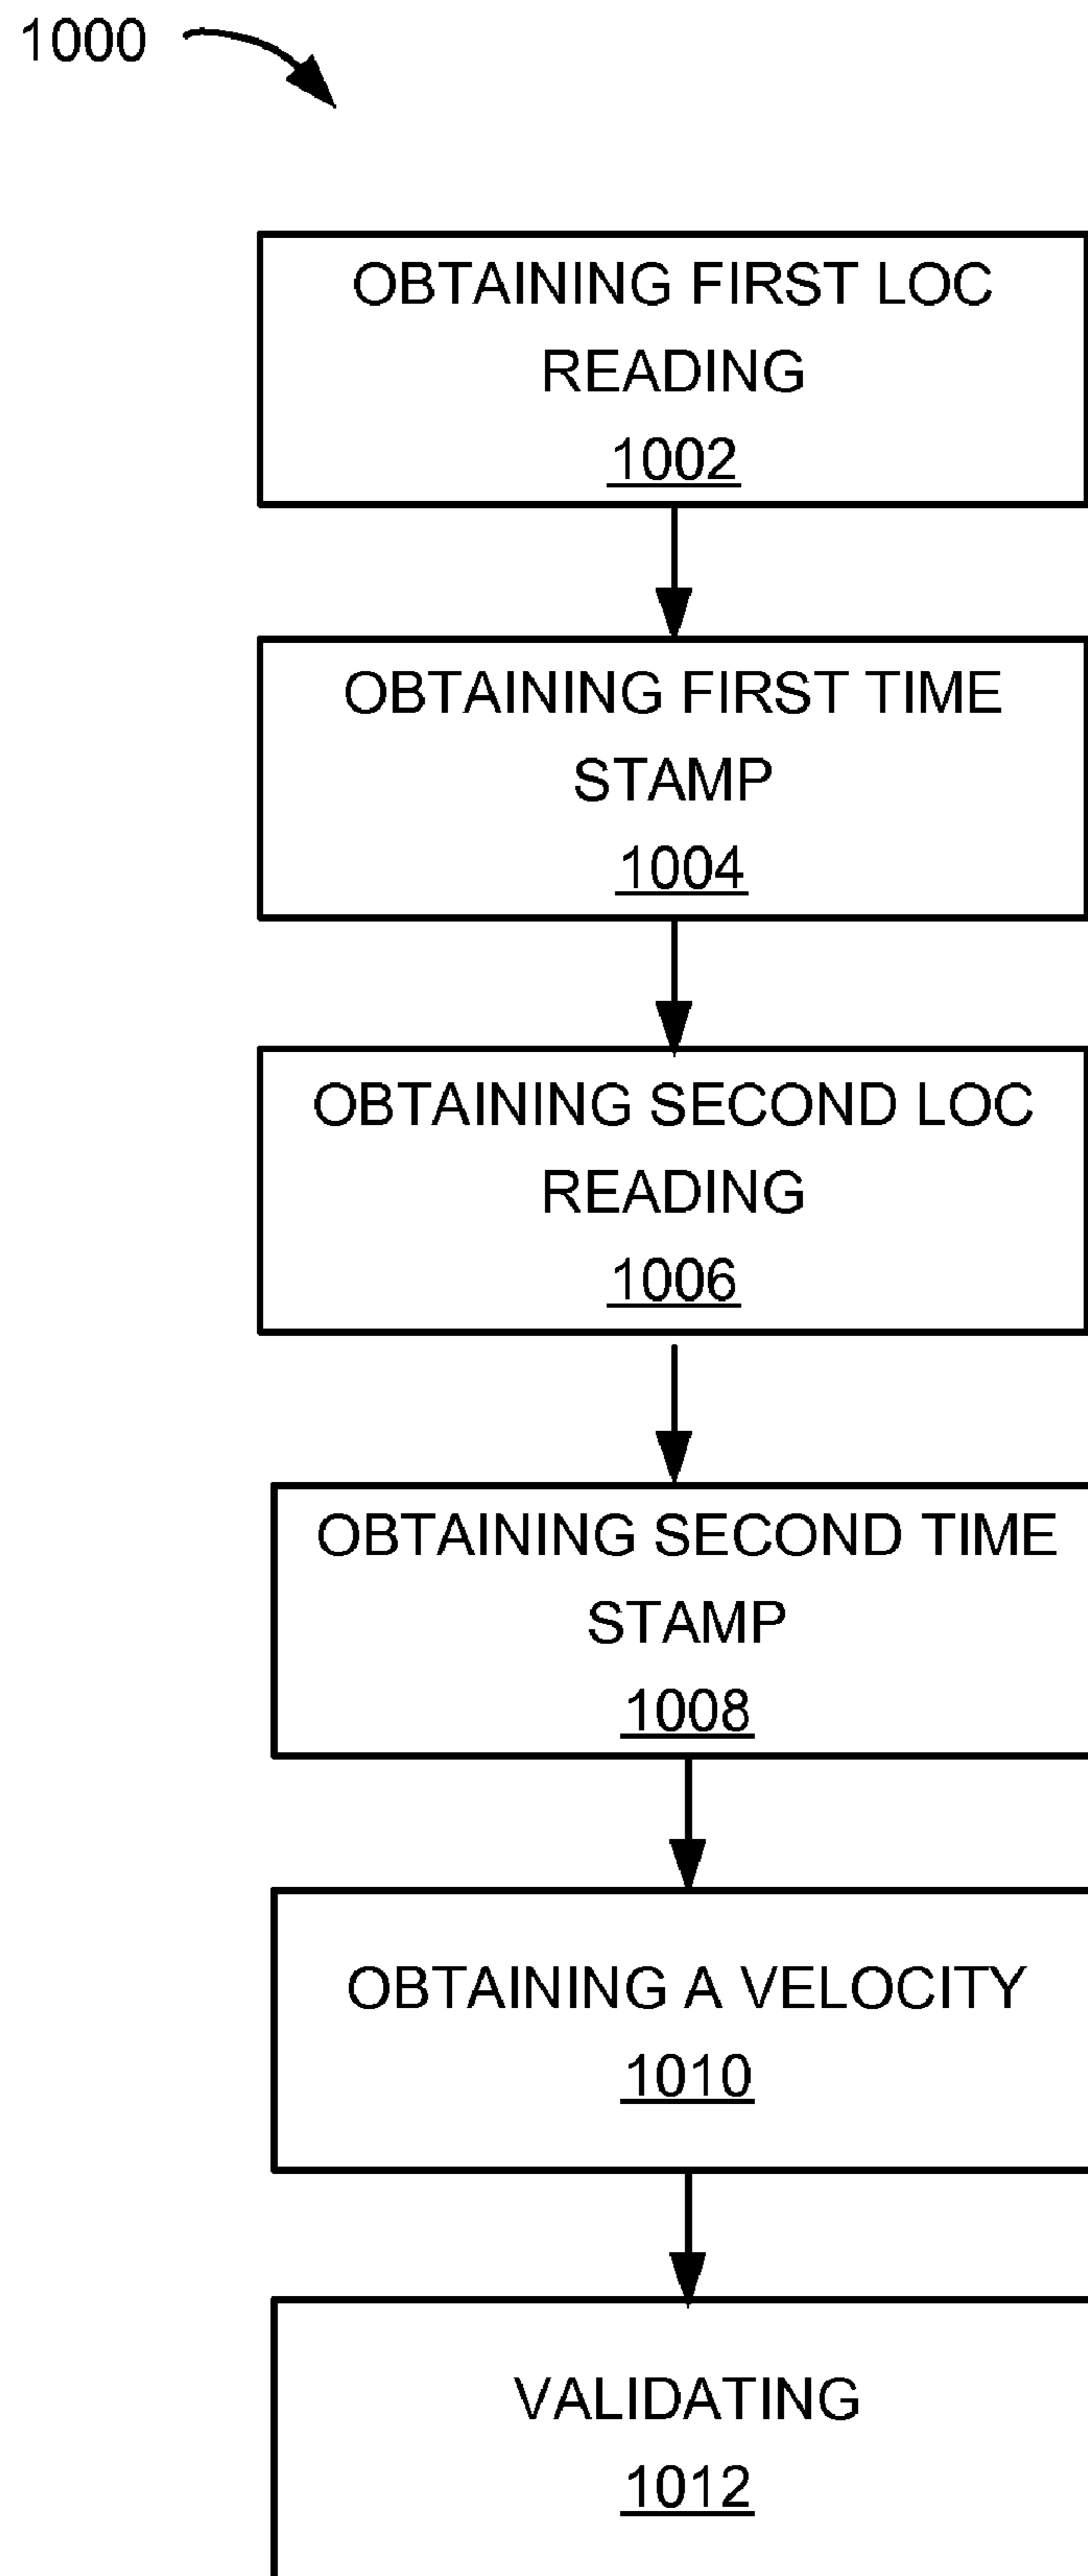 1000
OBTAINING FIRST LOC
READING
1002
OBTAINING FIRST TIME
STAMP
1004
OBTAINING SECOND LOC
READING
1006
OBTAINING SECOND TIME
STAMP
1008
OBTAINING A VELOCITY
1010
VALIDATING
1012